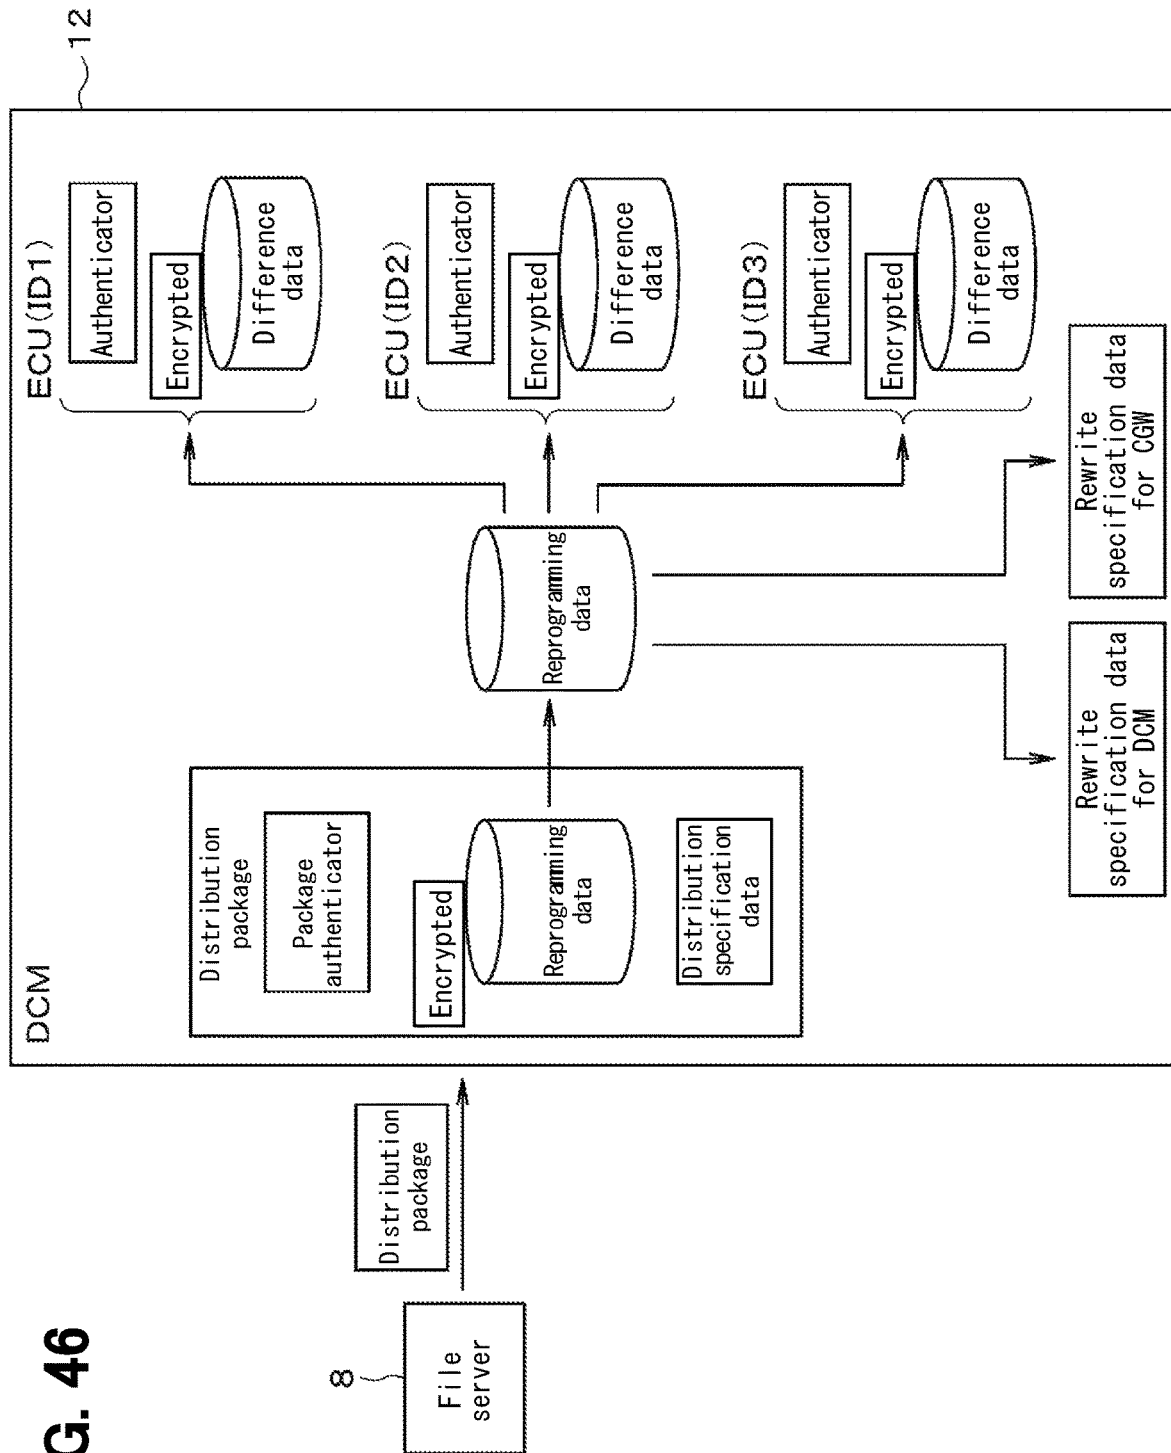 G. 46
12
DCM
8
File
server
Distribution
package
Distribution
package
Package
authenticator
Encrypted
Reprogramming
data
Distribution
specification
data
Reprogramming
data
ECU(ID1)
Authenticator
Encrypted
Difference
data
ECU(ID2)
Authenticator
Encrypted
Difference
data
ECU(ID3)
Authenticator
Encrypted
Difference
data
Rewrite
specification data
for DCM
Rewrite
specification data
for CGW